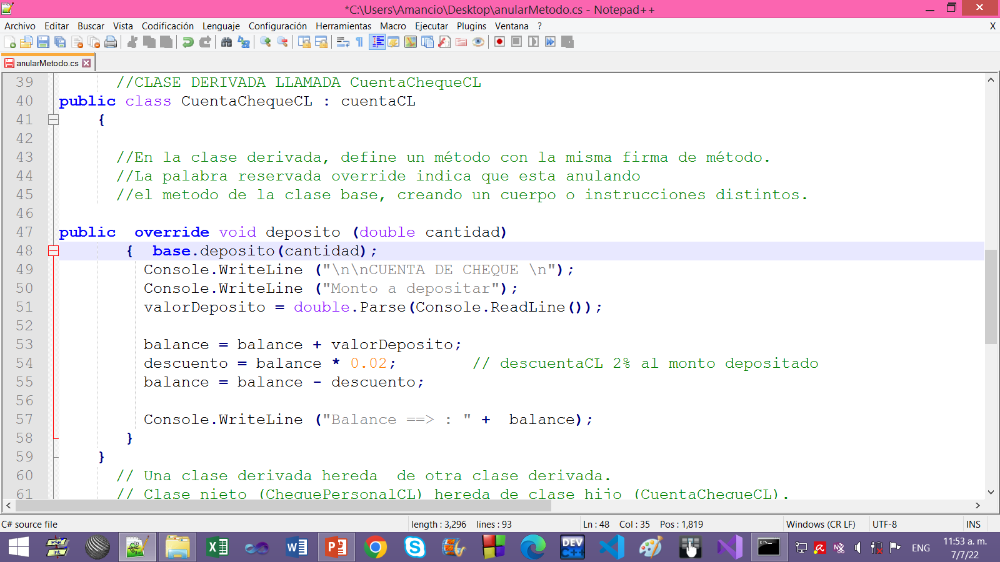 *C:\Users\Amancio\Desktop\anularMetodo.cs - Notepad++
Archivo Editar Buscar Vista Codificación Lenguaje Configuración Herramientas Macro Ejecutar Plugins Ventana ? X
anularMetodo.cs
39 //CLASE DERIVADA LLAMADA CuentaChequeCL
40 public class CuentaChequeCL : cuentaCL
41 {
42
43 //En la clase derivada, define un método con la misma firma de método.
44 //La palabra reservada override indica que esta anulando
45 //el metodo de la clase base, creando un cuerpo o instrucciones distintos.
46
47 public  override void deposito (double cantidad)
48 {  base.deposito(cantidad);
49 Console.WriteLine ("\n\nCUENTA DE CHEQUE \n");
50 Console.WriteLine ("Monto a depositar");
51 valorDeposito = double.Parse(Console.ReadLine());
52
53 balance = balance + valorDeposito;
54 descuento = balance * 0.02; // descuentaCL 2% al monto depositado
55 balance = balance - descuento;
56
57 Console.WriteLine ("Balance ==> : " +  balance);
58 }
59 }
60 // Una clase derivada hereda  de otra clase derivada.
61 // Clase nieto (ChequePersonalCL) hereda de clase hijo (CuentaChequeCL).
C# source file length : 3,296 lines : 93 Ln : 48 Col : 35 Pos : 1,819 Windows (CR LF) UTF-8 INS
PSe Int
DEV C++
ENG
11:53 a. m.
7/7/22